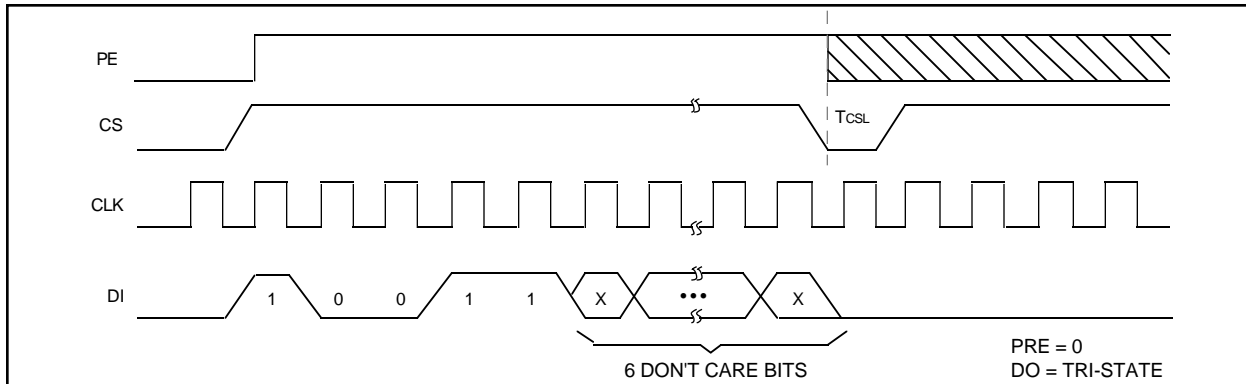 PE
CS
TCSL
CLK
DI
1 0 0 1 1 X ••• X
6 DON'T CARE BITS
PRE = 0
DO = TRI-STATE